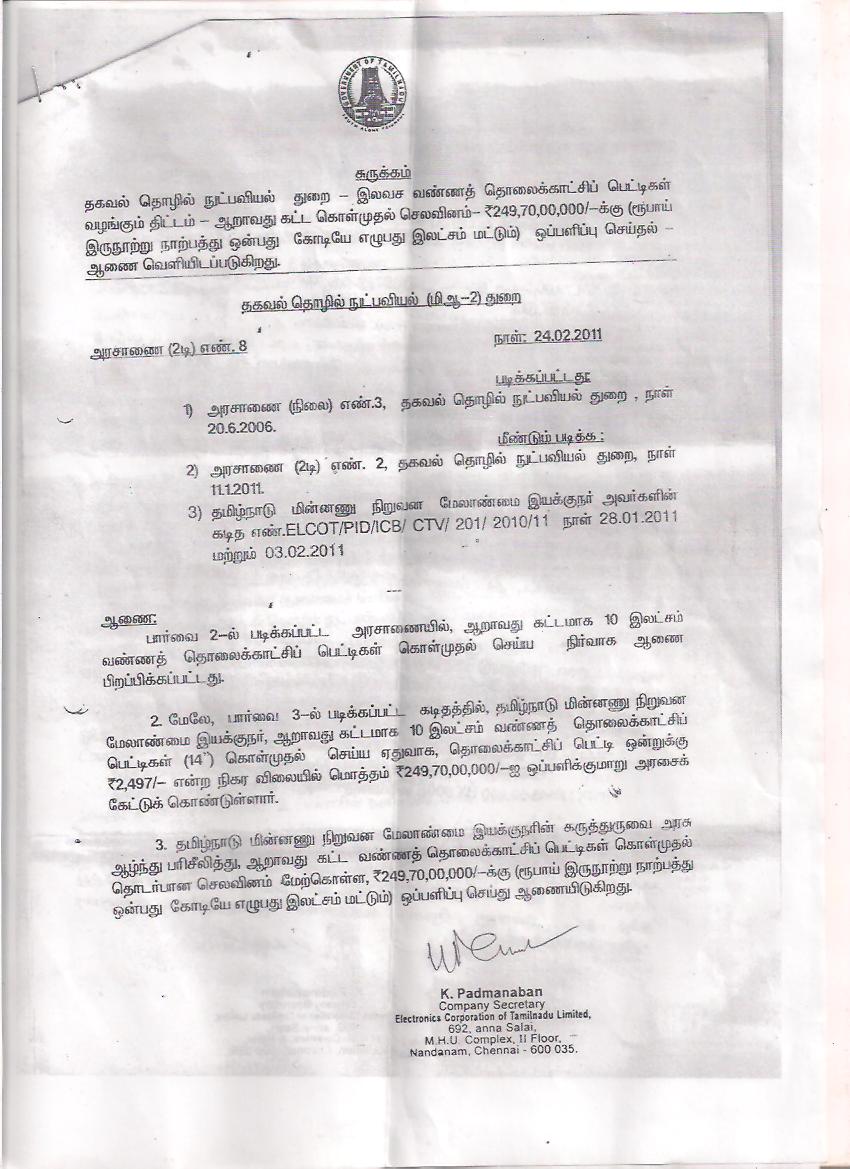 GOVERNMENT OF TAMILNADU
TRUTH ALONE TRIUMPHS
சுருக்கம்
தகவல் தொழில் நுட்பவியல் துறை – இலவச வண்ணத் தொலைக்காட்சிப் பெட்டிகள்
வழங்கும் திட்டம் – ஆறாவது கட்ட கொள்முதல் செலவினம்– ₹249,70,00,000/–க்கு (ரூபாய்
இருநூற்று நாற்பத்து ஒன்பது கோடியே எழுபது இலட்சம் மட்டும்) ஒப்பளிப்பு செய்தல் –
ஆணை வெளியிடப்படுகிறது.
தகவல் தொழில் நுட்பவியல் (மிஆ–2) துறை
அரசாணை (2டி) எண். 8
நாள்: 24.02.2011
படிக்கப்பட்டது:
1) அரசாணை (நிலை) எண்.3, தகவல் தொழில் நுட்பவியல் துறை , நாள்
20.6.2006.
மீண்டும் படிக்க :
2) அரசாணை (2டி) எண். 2, தகவல் தொழில் நுட்பவியல் துறை, நாள்
11.1.2011.
3) தமிழ்நாடு மின்னணு நிறுவன மேலாண்மை இயக்குநர் அவர்களின்
கடித எண்.ELCOT/PID/ICB/ CTV/ 201/ 2010/11 நாள் 28.01.2011
மற்றும் 03.02.2011
---
ஆணை:
பார்வை 2–ல் படிக்கப்பட்ட அரசாணையில், ஆறாவது கட்டமாக 10 இலட்சம்
வண்ணத் தொலைக்காட்சிப் பெட்டிகள் கொள்முதல் செய்ய நிர்வாக ஆணை
பிறப்பிக்கப்பட்டது.
2. மேலே, பார்வை 3–ல் படிக்கப்பட்ட கடிதத்தில், தமிழ்நாடு மின்னணு நிறுவன
மேலாண்மை இயக்குநர், ஆறாவது கட்டமாக 10 இலட்சம் வண்ணத் தொலைக்காட்சிப்
பெட்டிகள் (14") கொள்முதல் செய்ய ஏதுவாக, தொலைக்காட்சிப் பெட்டி ஒன்றுக்கு
₹2,497/– என்ற நிகர விலையில் மொத்தம் ₹249,70,00,000/–ஐ ஒப்பளிக்குமாறு அரசைக்
கேட்டுக் கொண்டுள்ளார்.
3. தமிழ்நாடு மின்னணு நிறுவன மேலாண்மை இயக்குநரின் கருத்துருவை அரசு
ஆழ்ந்து பரிசீலித்து, ஆறாவது கட்ட வண்ணத் தொலைக்காட்சிப் பெட்டிகள் கொள்முதல்
தொடர்பான செலவினம் மேற்கொள்ள, ₹249,70,00,000/–க்கு (ரூபாய் இருநூற்று நாற்பத்து
ஒன்பது கோடியே எழுபது இலட்சம் மட்டும்) ஒப்பளிப்பு செய்து ஆணையிடுகிறது.
K. Padmanaban
Company Secretary
Electronics Corporation of Tamilnadu Limited,
692, anna Salai,
M.H.U. Complex, II Floor,
Nandanam, Chennai - 600 035.